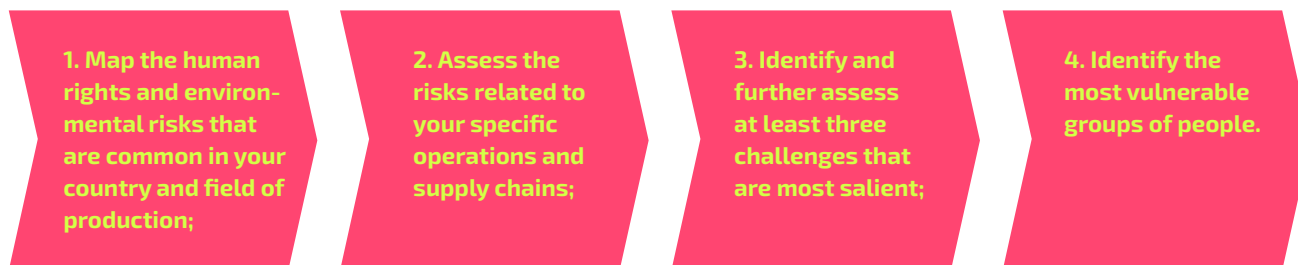 1. Map the human
rights and environ-
mental risks that
are common in your
country and field of
production;
2. Assess the
risks related to
your specific
operations and
supply chains;
3. Identify and
further assess
at least three
challenges that
are most salient;
4. Identify the
most vulnerable
groups of people.